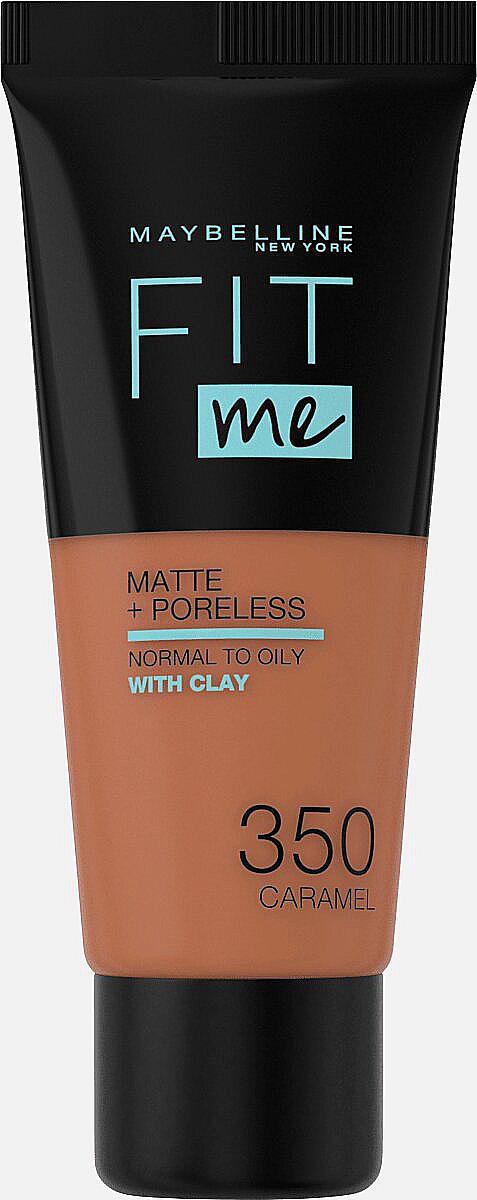 MAYBELLINE
NEW YORK
FIT
me
MATTE
+ PORELESS
NORMAL TO OILY
WITH CLAY
350
CARAMEL